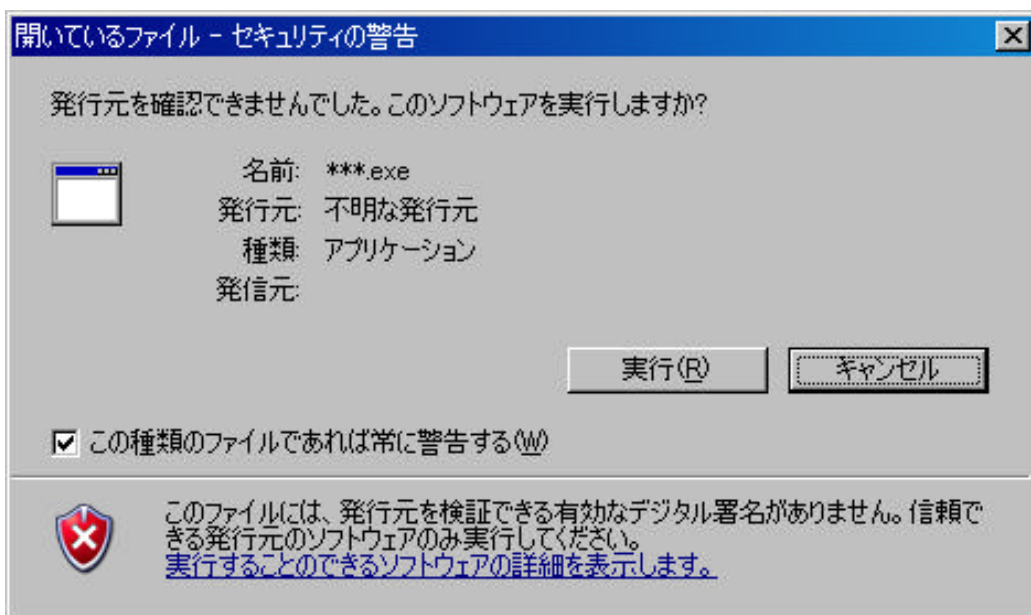 開いているファイル - セキュリティの警告
発行元を確認できませんでした。このソフトウェアを実行しますか?
名前: ***.exe
発行元: 不明な発行元
種類: アプリケーション
発信元:
実行(R) キャンセル
この種類のファイルであれば常に警告する(W)
このファイルには、発行元を検証できる有効なデジタル署名がありません。信頼で
きる発行元のソフトウェアのみ実行してください。
実行することのできるソフトウェアの詳細を表示します。